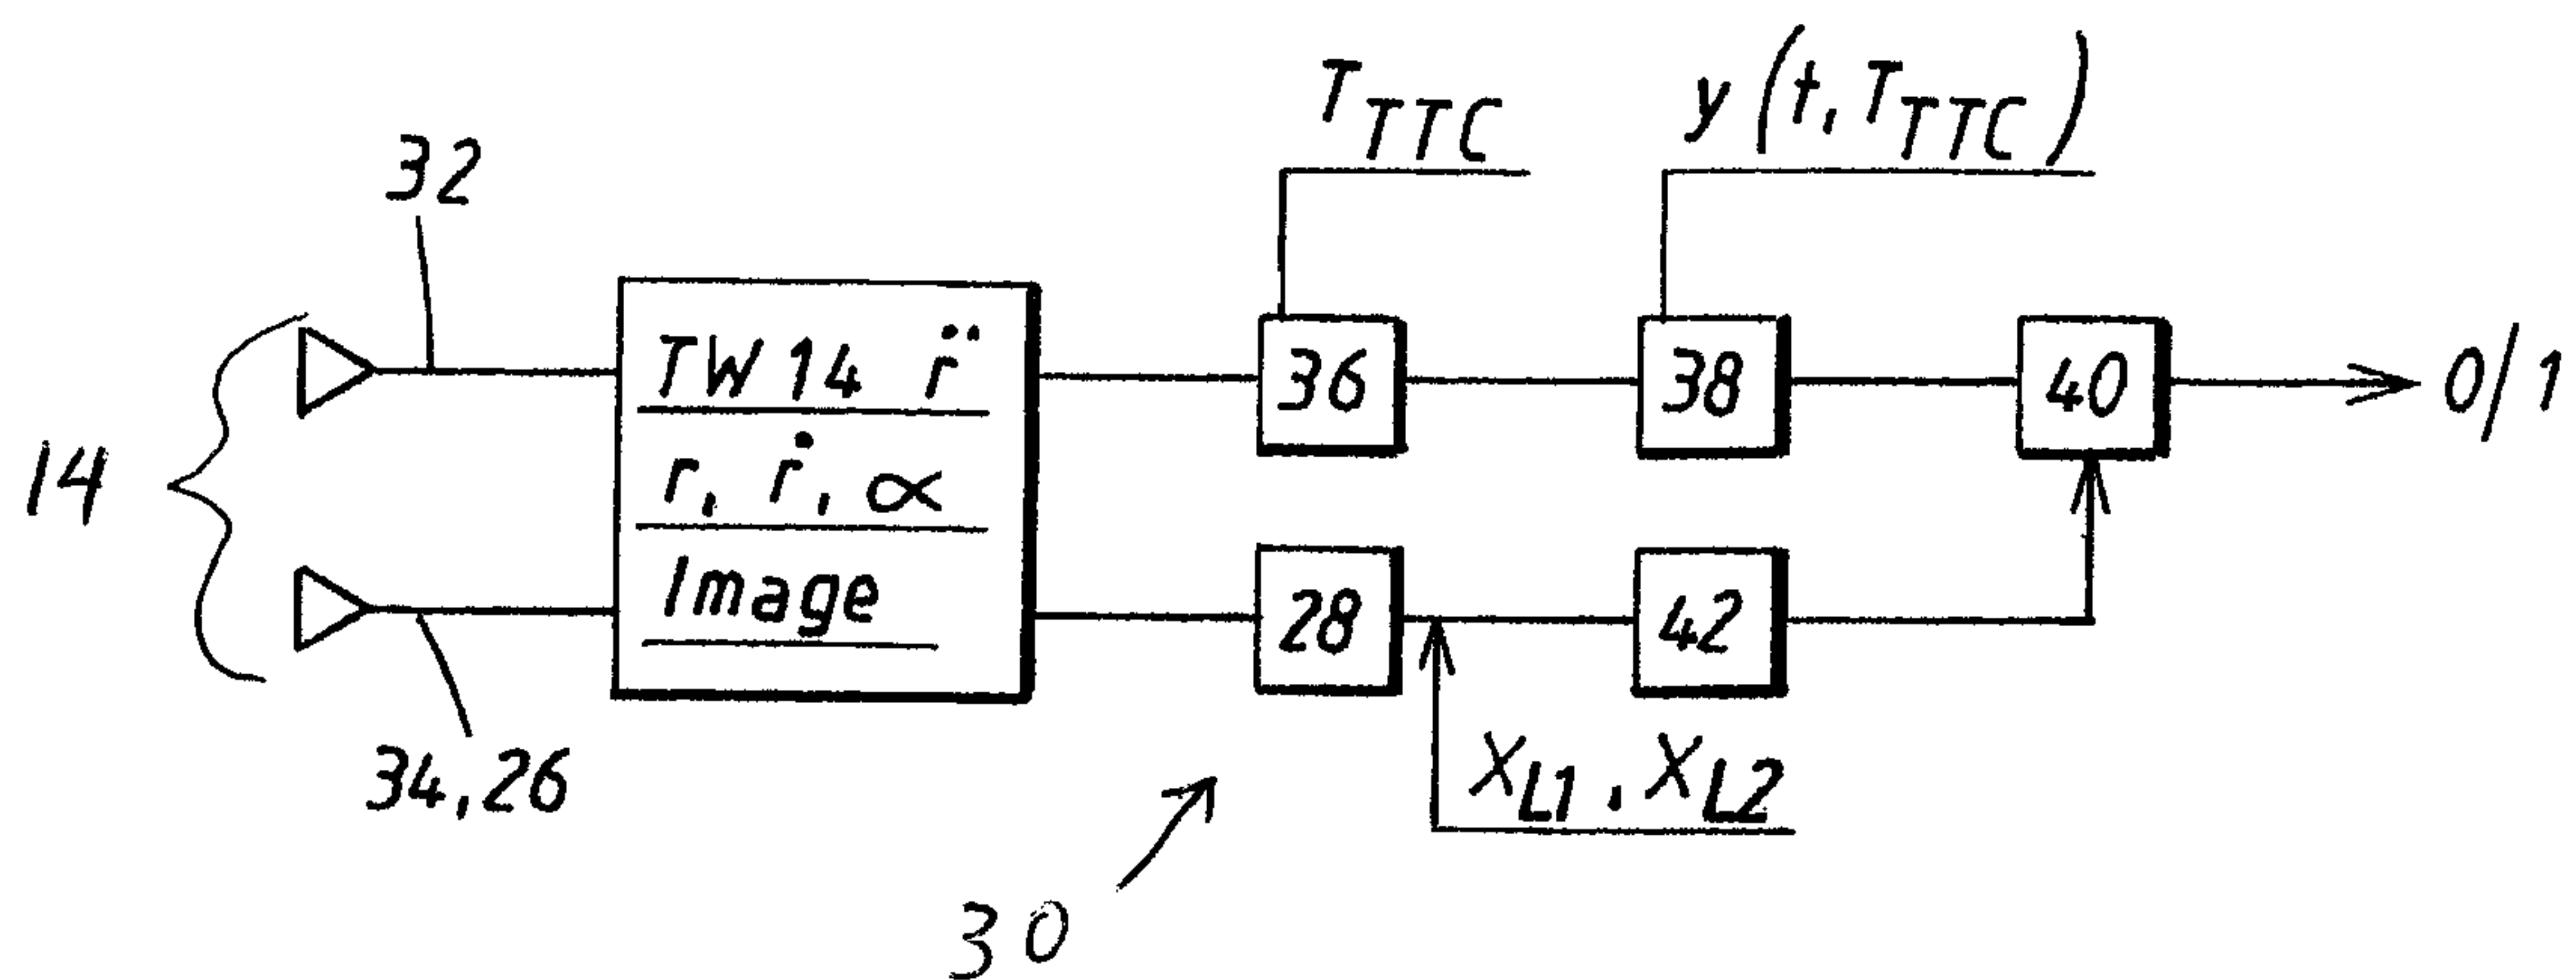 T_TTC
y(t, T_TTC)
32
14
TW 14 r̈
r, ṙ, α
Image
36
38
40
0/1
28
42
34, 26
X_L1, X_L2
30